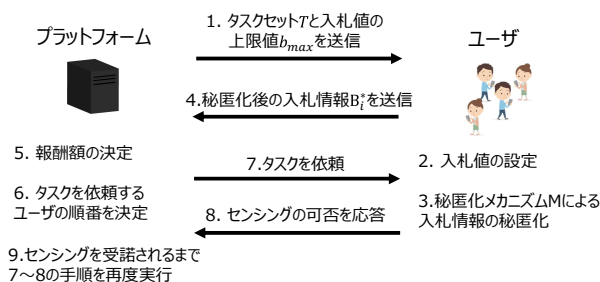 プラットフォーム
1. タスクセットTと入札値の
上限値b_maxを送信
ユーザ
4.秘匿化後の入札情報B_i^*を送信
5. 報酬額の決定
7.タスクを依頼
2. 入札値の設定
6. タスクを依頼する
ユーザの順番を決定
3.秘匿化メカニズムMによる
入札情報の秘匿化
8. センシングの可否を応答
9.センシングを受諾されるまで
7～8の手順を再度実行